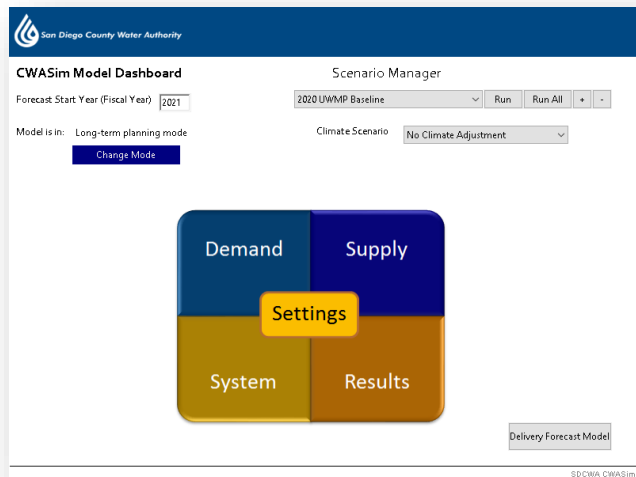 San Diego County Water Authority
CWASim Model Dashboard
Scenario Manager
Forecast Start Year (Fiscal Year) 2021
2020 UWMP Baseline Run Run All + -
Model is in: Long-term planning mode
Climate Scenario No Climate Adjustment
Change Mode
Demand Supply
Settings
System Results
Delivery Forecast Model
SDCWA CWASim